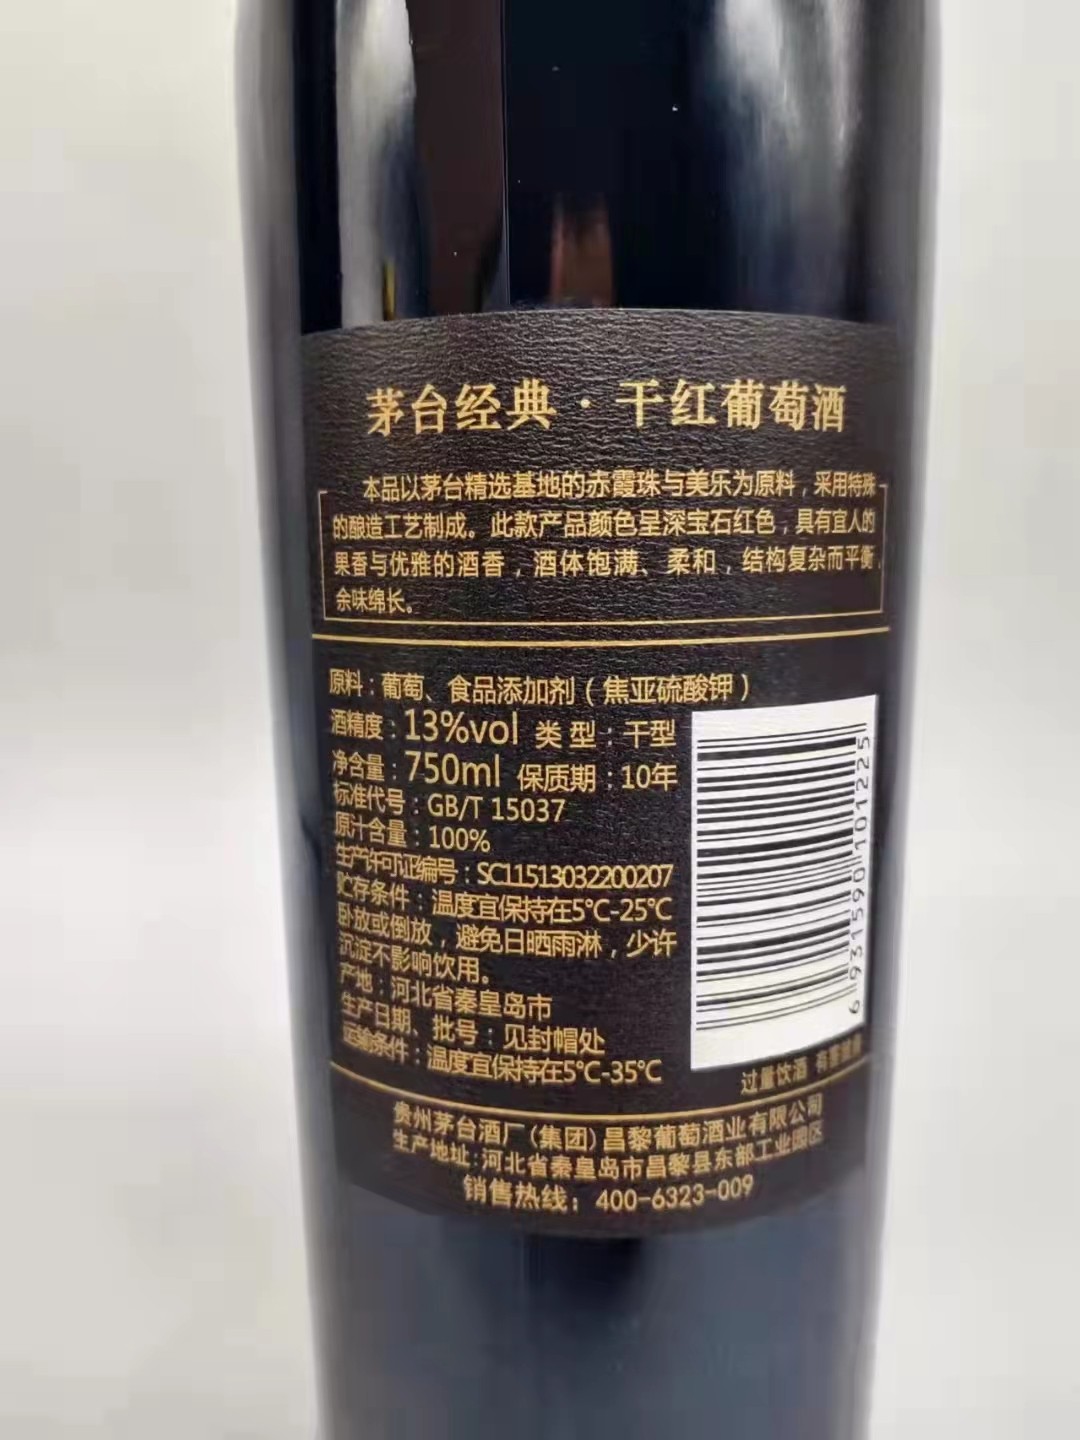 茅台经典·干红葡萄酒
本品以茅台精选基地的赤霞珠与美乐为原料，采用特殊
的酿造工艺制成。此款产品颜色呈深宝石红色，具有宜人的
果香与优雅的酒香，酒体饱满、柔和，结构复杂而平衡，
余味绵长。
原料：葡萄、食品添加剂（焦亚硫酸钾）
酒精度：13%vol 类型：干型
净含量：750ml 保质期：10年
标准代号：GB/T 15037
原汁含量：100%
生产许可证编号：SC11513032200207
贮存条件：温度宜保持在5℃-25℃
卧放或倒放，避免日晒雨淋，少许
沉淀不影响饮用。
产地：河北省秦皇岛市
生产日期、批号：见封帽处
运输条件：温度宜保持在5℃-35℃
6931590101225
过量饮酒 有害健康
贵州茅台酒厂(集团)昌黎葡萄酒业有限公司
生产地址：河北省秦皇岛市昌黎县东部工业园区
销售热线：400-6323-009